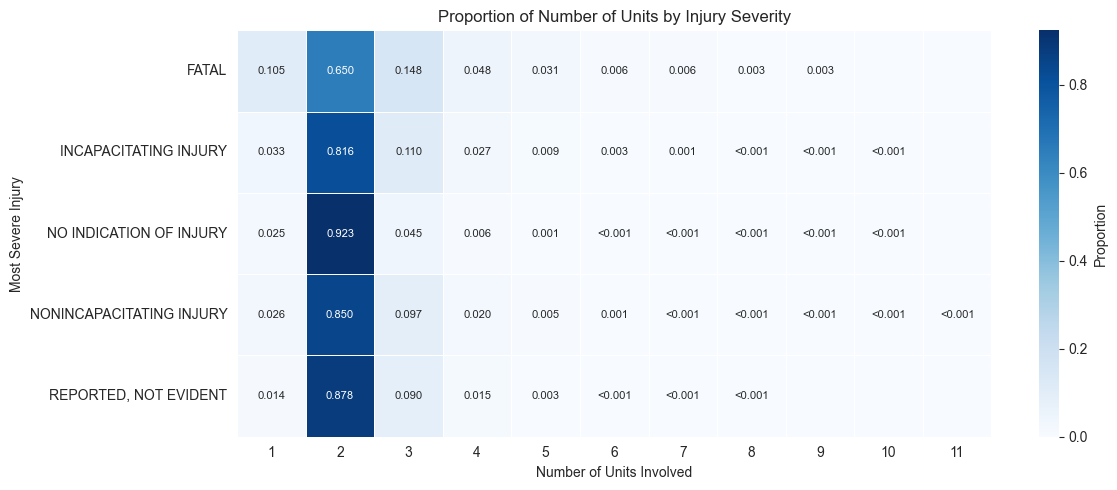 Proportion of Number of Units by Injury Severity
Most Severe Injury
FATAL 0.105 0.650 0.148 0.048 0.031 0.006 0.006 0.003 0.003
INCAPACITATING INJURY 0.033 0.816 0.110 0.027 0.009 0.003 0.001 <0.001 <0.001 <0.001
NO INDICATION OF INJURY 0.025 0.923 0.045 0.006 0.001 <0.001 <0.001 <0.001 <0.001 <0.001
NONINCAPACITATING INJURY 0.026 0.850 0.097 0.020 0.005 0.001 <0.001 <0.001 <0.001 <0.001 <0.001
REPORTED, NOT EVIDENT 0.014 0.878 0.090 0.015 0.003 <0.001 <0.001 <0.001
1 2 3 4 5 6 7 8 9 10 11
Number of Units Involved
0.8
0.6
0.4
0.2
0.0
Proportion